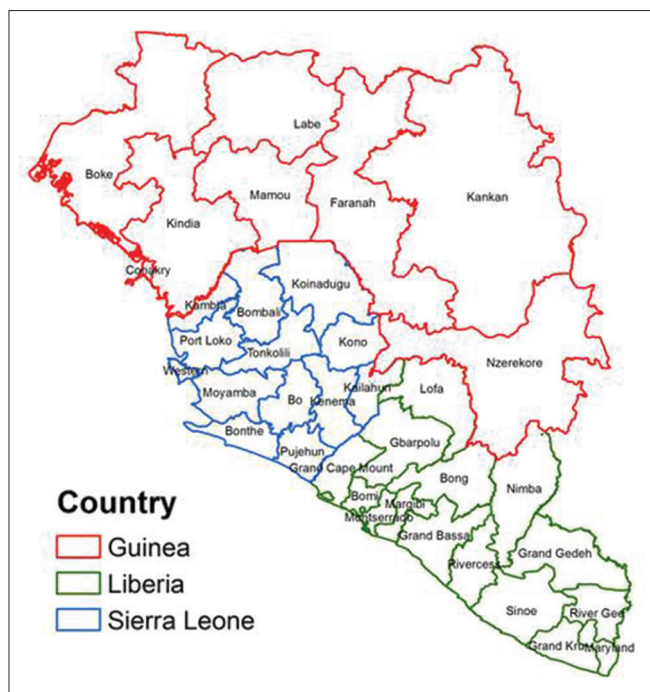 Labe
Boke
Mamou
Faranah
Kankan
Kindia
Conakry
Koinadugu
Kambia
Bombali
Port Loko
Kono
Tonkolili
Nzerekore
Western
Moyamba
Bo
Kenema
Kailahun
Lofa
Bonthe
Gbarpolu
Pujehun
Grand Cape Mount
Bong
Nimba
Bomi
Margibi
Montserrado
Grand Bassa
Grand Gedeh
Rivercess
Sinoe
River Gee
Grand Kru
Maryland
Country
Guinea
Liberia
Sierra Leone